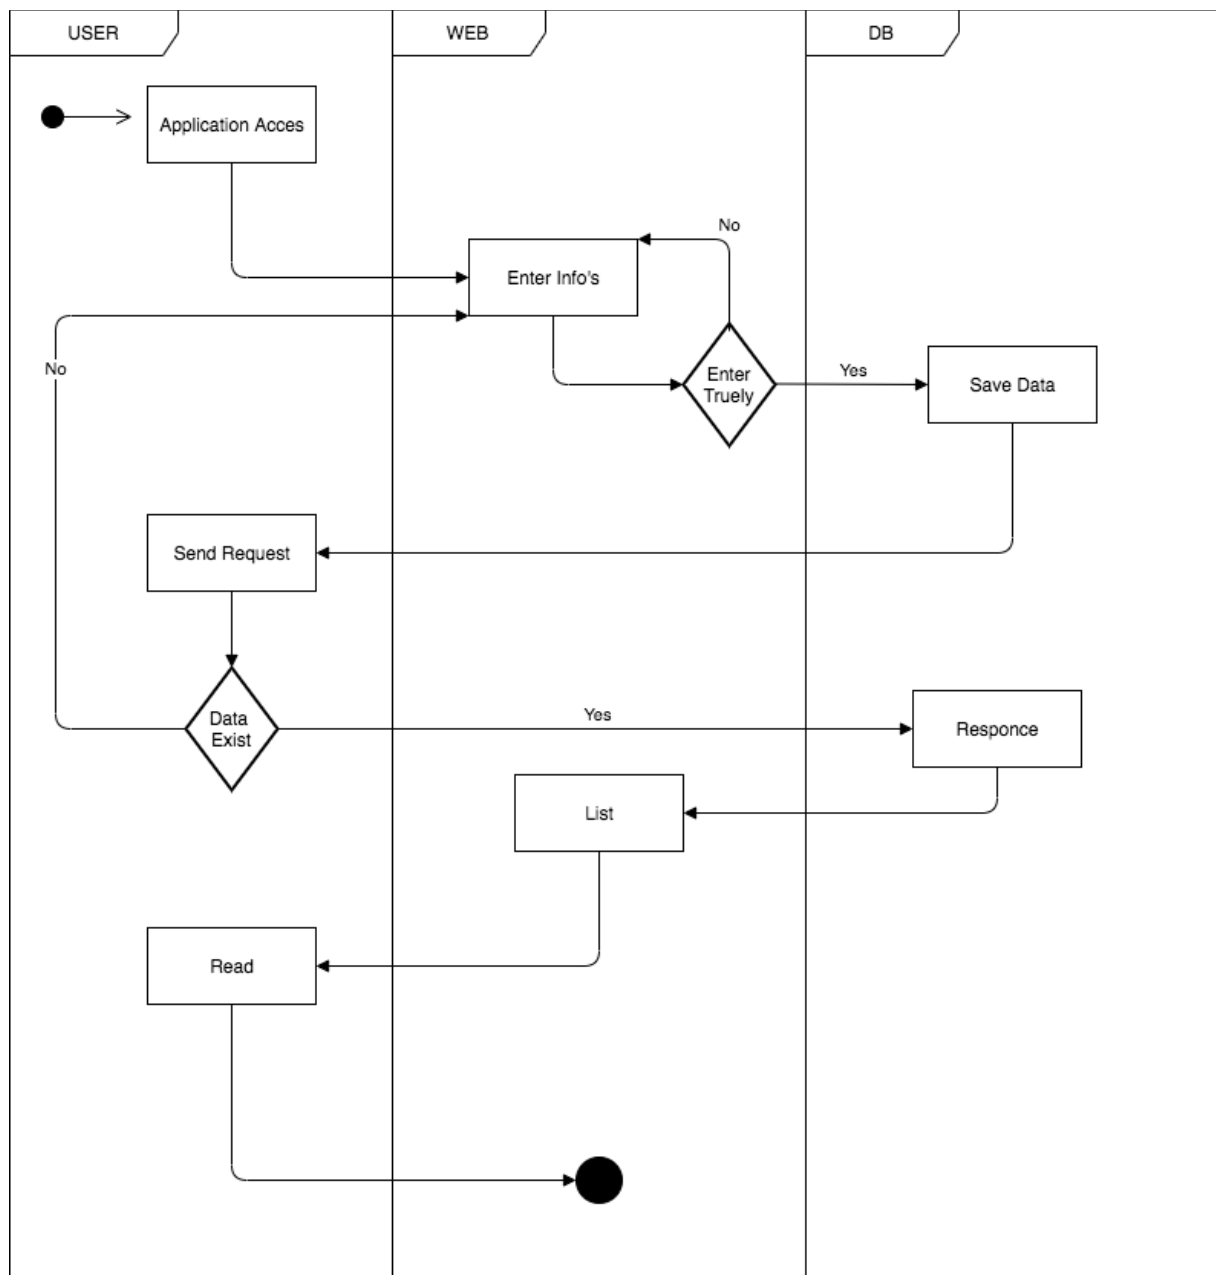 USER
WEB
DB
Application Acces
No
Enter Info's
No
Enter
Truely
Yes
Save Data
Send Request
Data
Exist
Yes
Responce
List
Read